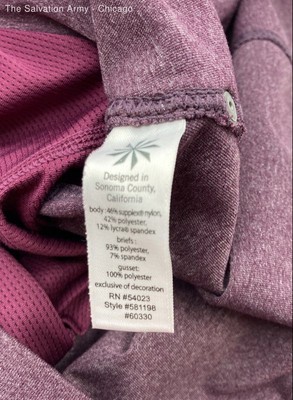 The Salvation Army - Chicago
Designed in
Sonoma County,
California
body: 46% supplex® nylon,
42% polyester,
12% lycra® spandex
briefs:
93% polyester,
7% spandex
gusset:
100% polyester
exclusive of decoration
RN #54023
Style #581198
#60330